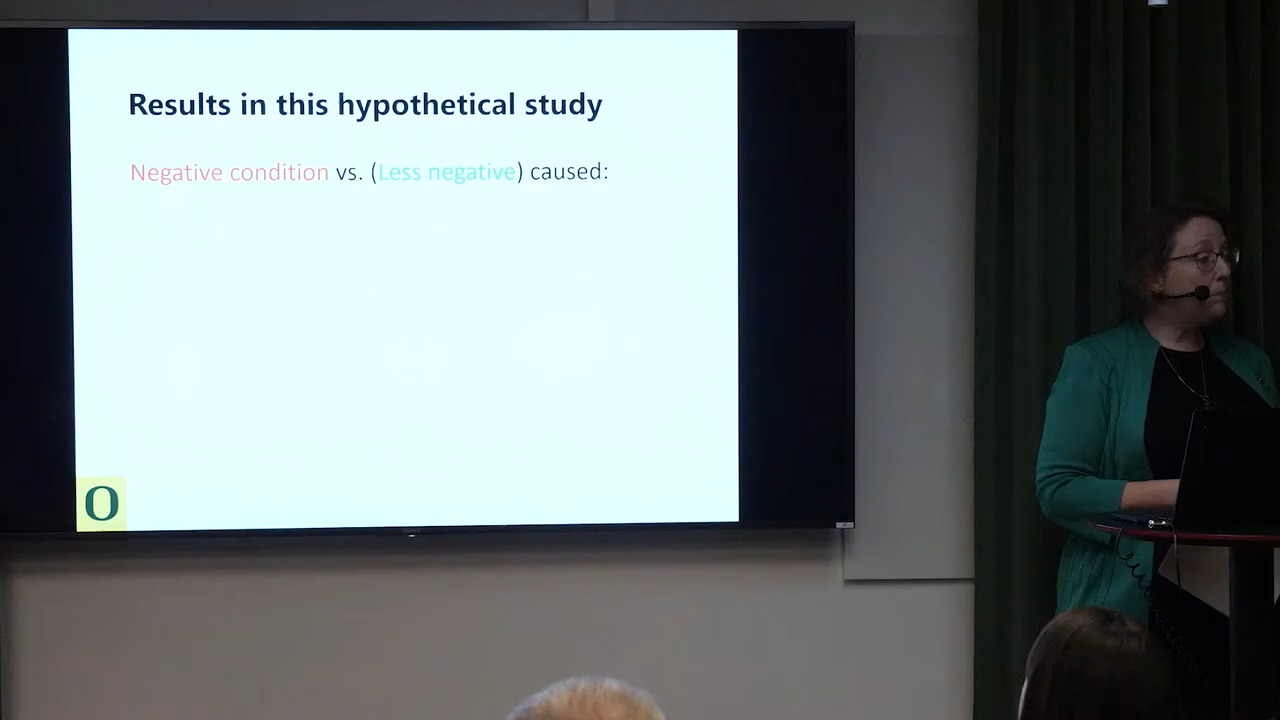 Results in this hypothetical study
Negative condition vs. (Less negative) caused:
O